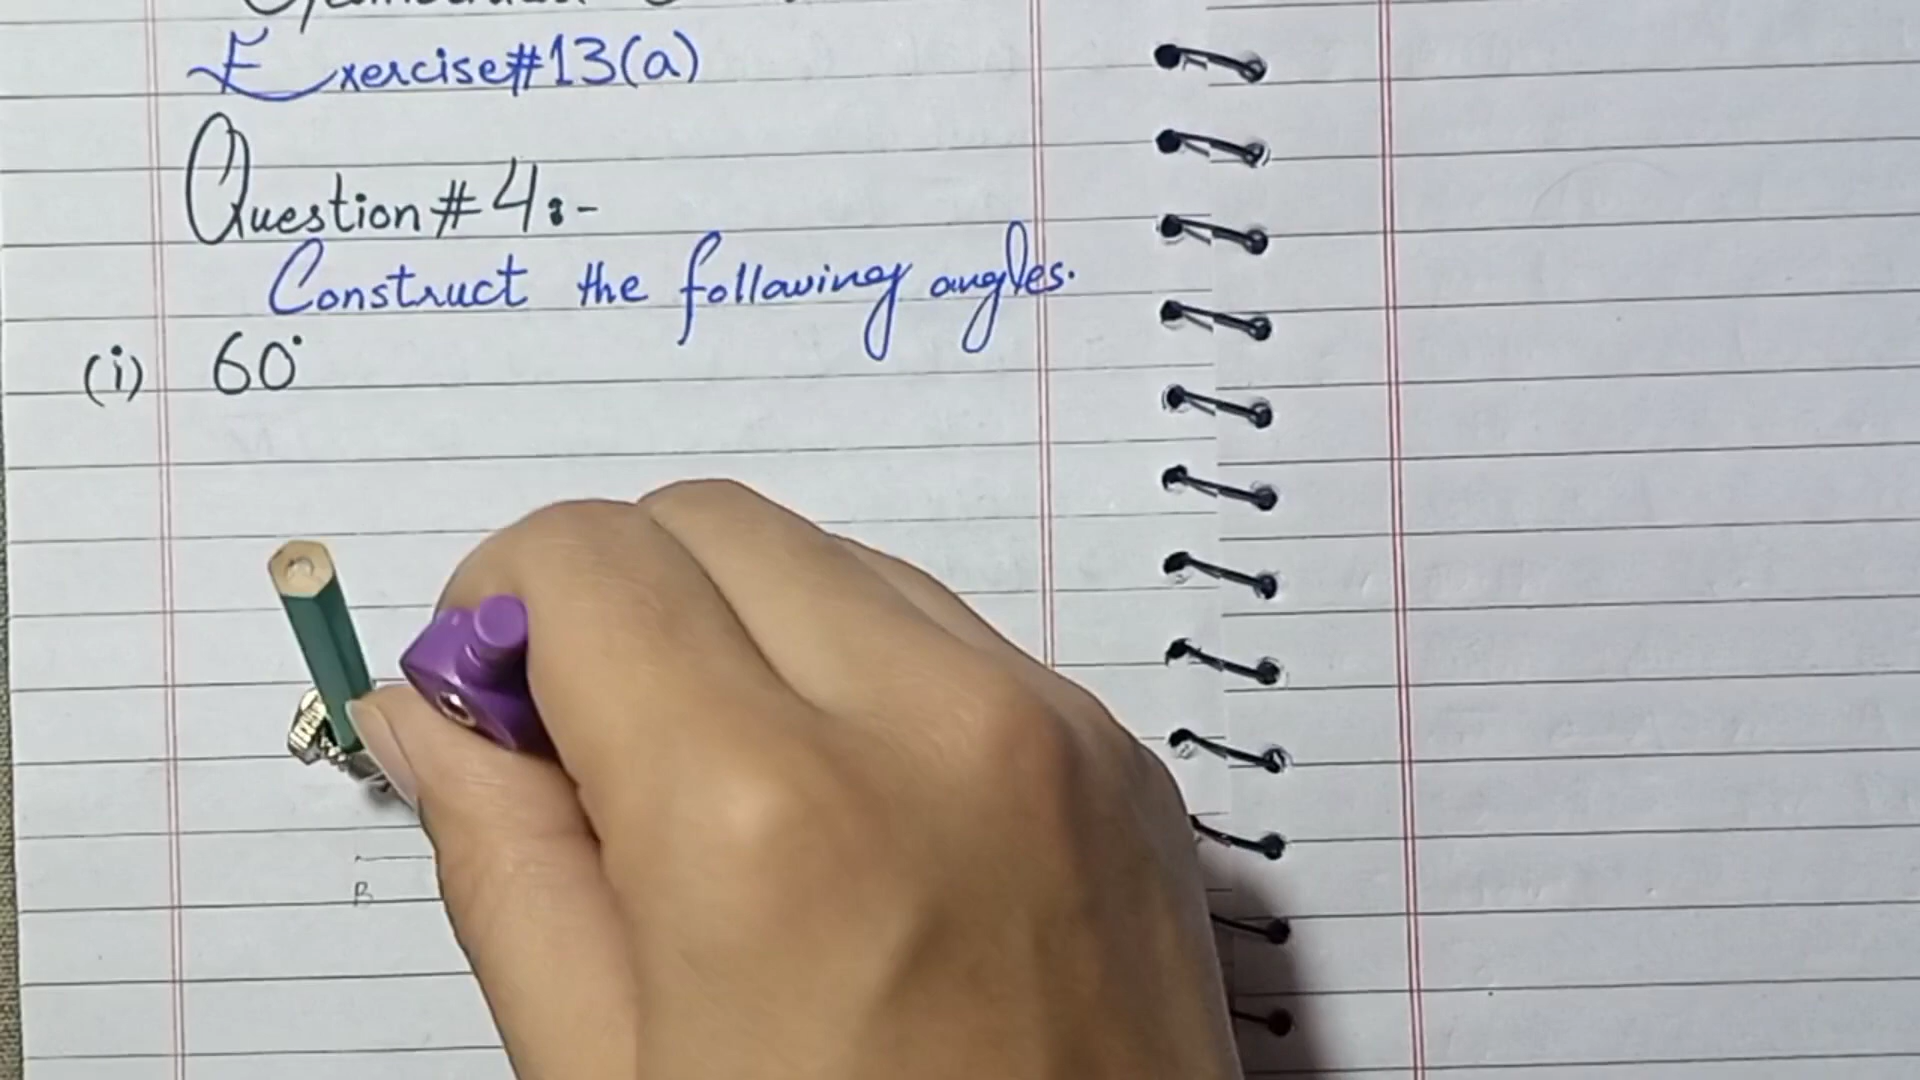 Exercise#13(a)
Question#4:-
Construct the following angles.
(i) 60°
B